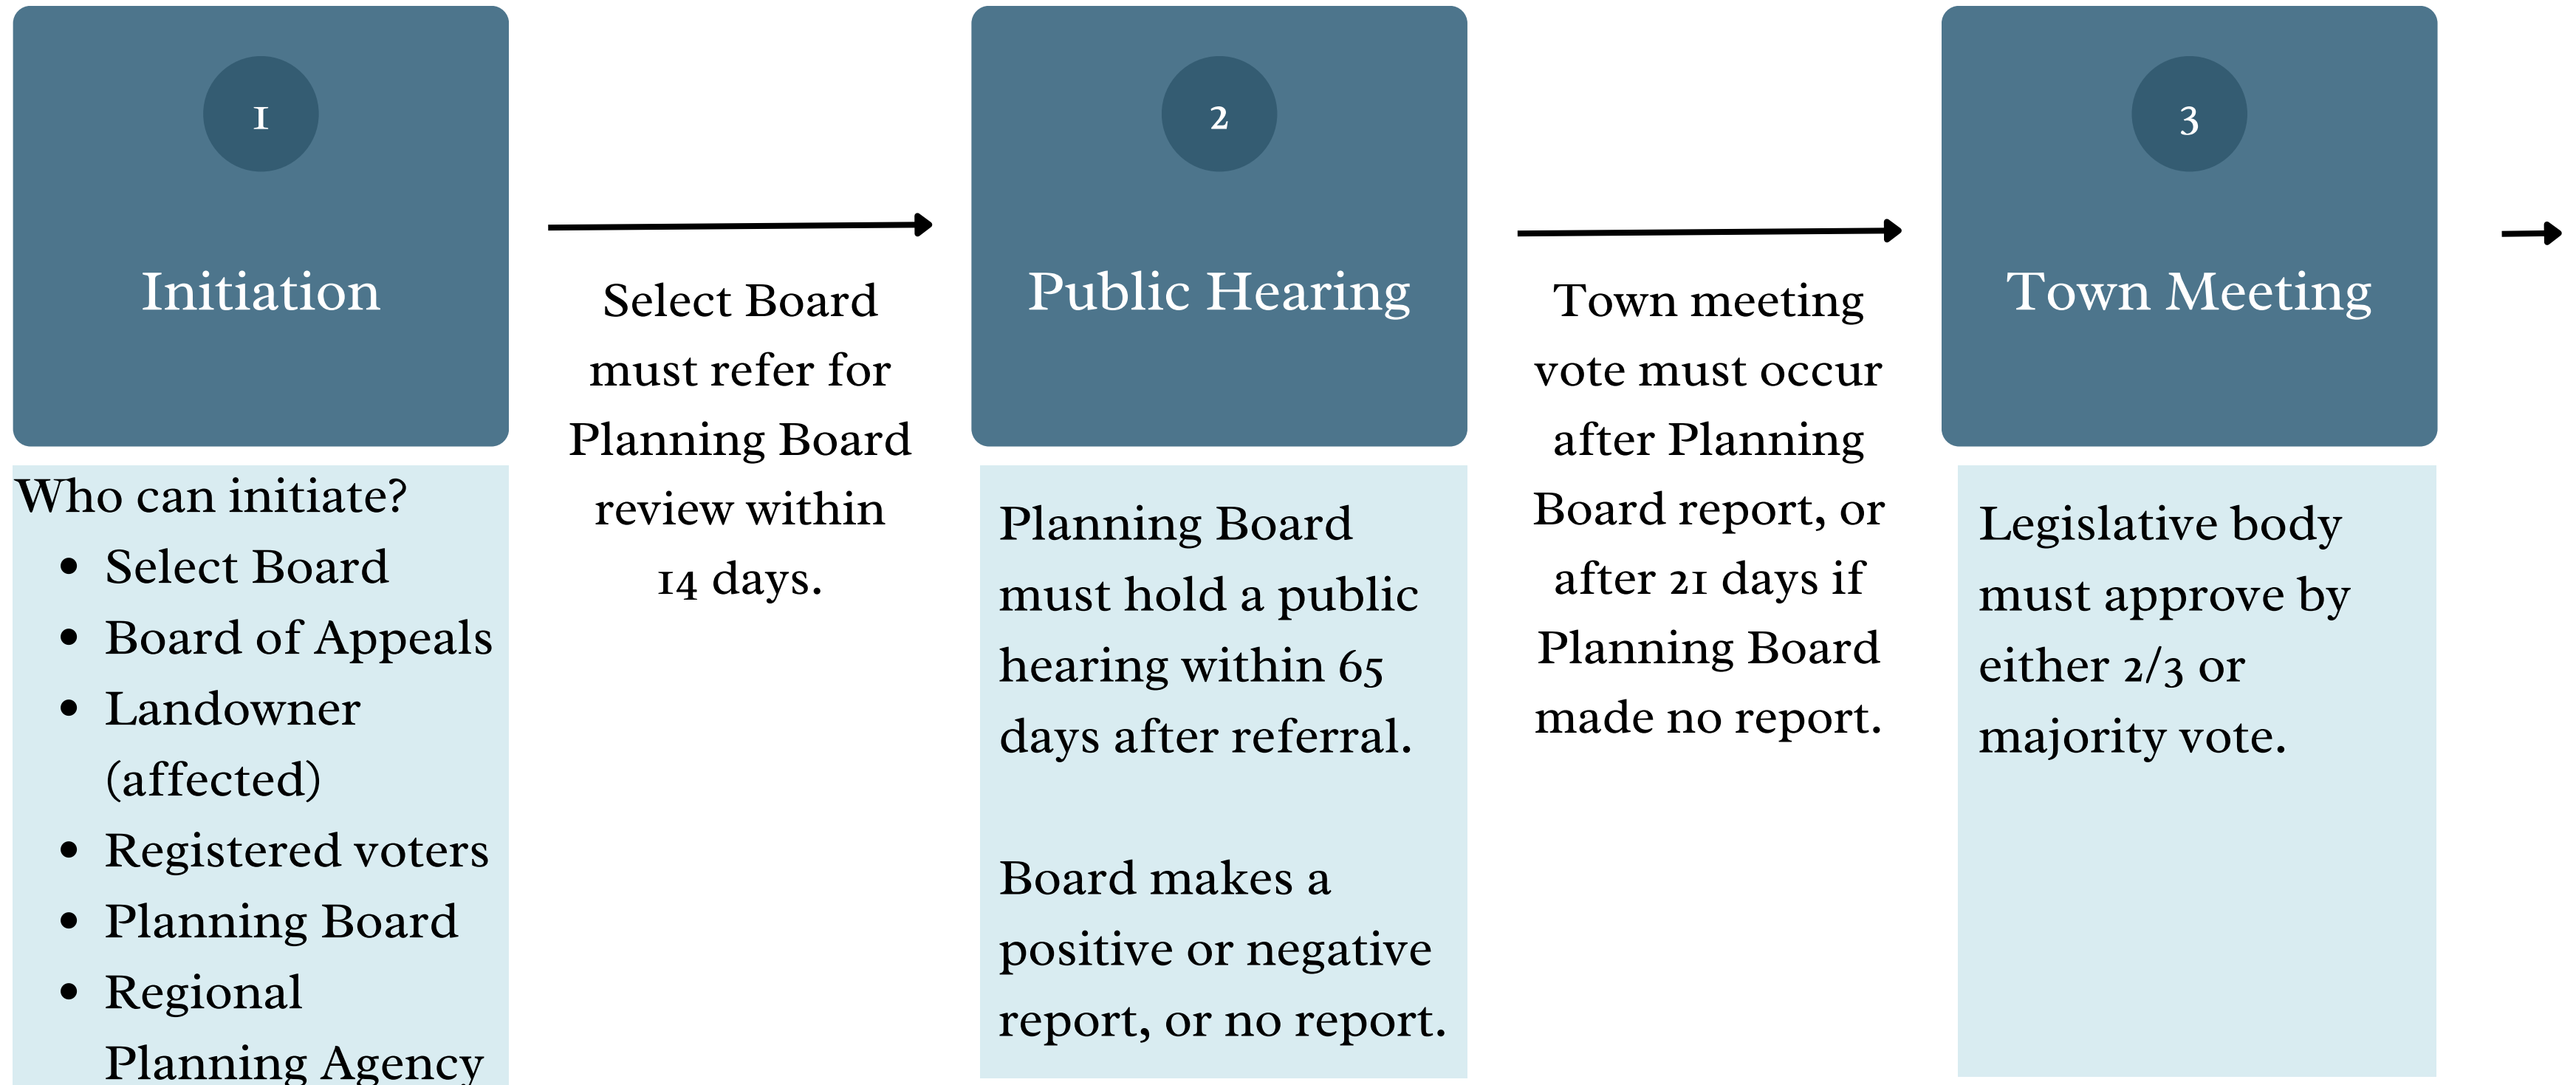 1
Initiation
Who can initiate?
• Select Board
• Board of Appeals
• Landowner
(affected)
• Registered voters
• Planning Board
• Regional
Planning Agency
Select Board
must refer for
Planning Board
review within
14 days.
2
Public Hearing
Planning Board
must hold a public
hearing within 65
days after referral.
Board makes a
positive or negative
report, or no report.
Town meeting
vote must occur
after Planning
Board report, or
after 21 days if
Planning Board
made no report.
3
Town Meeting
Legislative body
must approve by
either 2/3 or
majority vote.